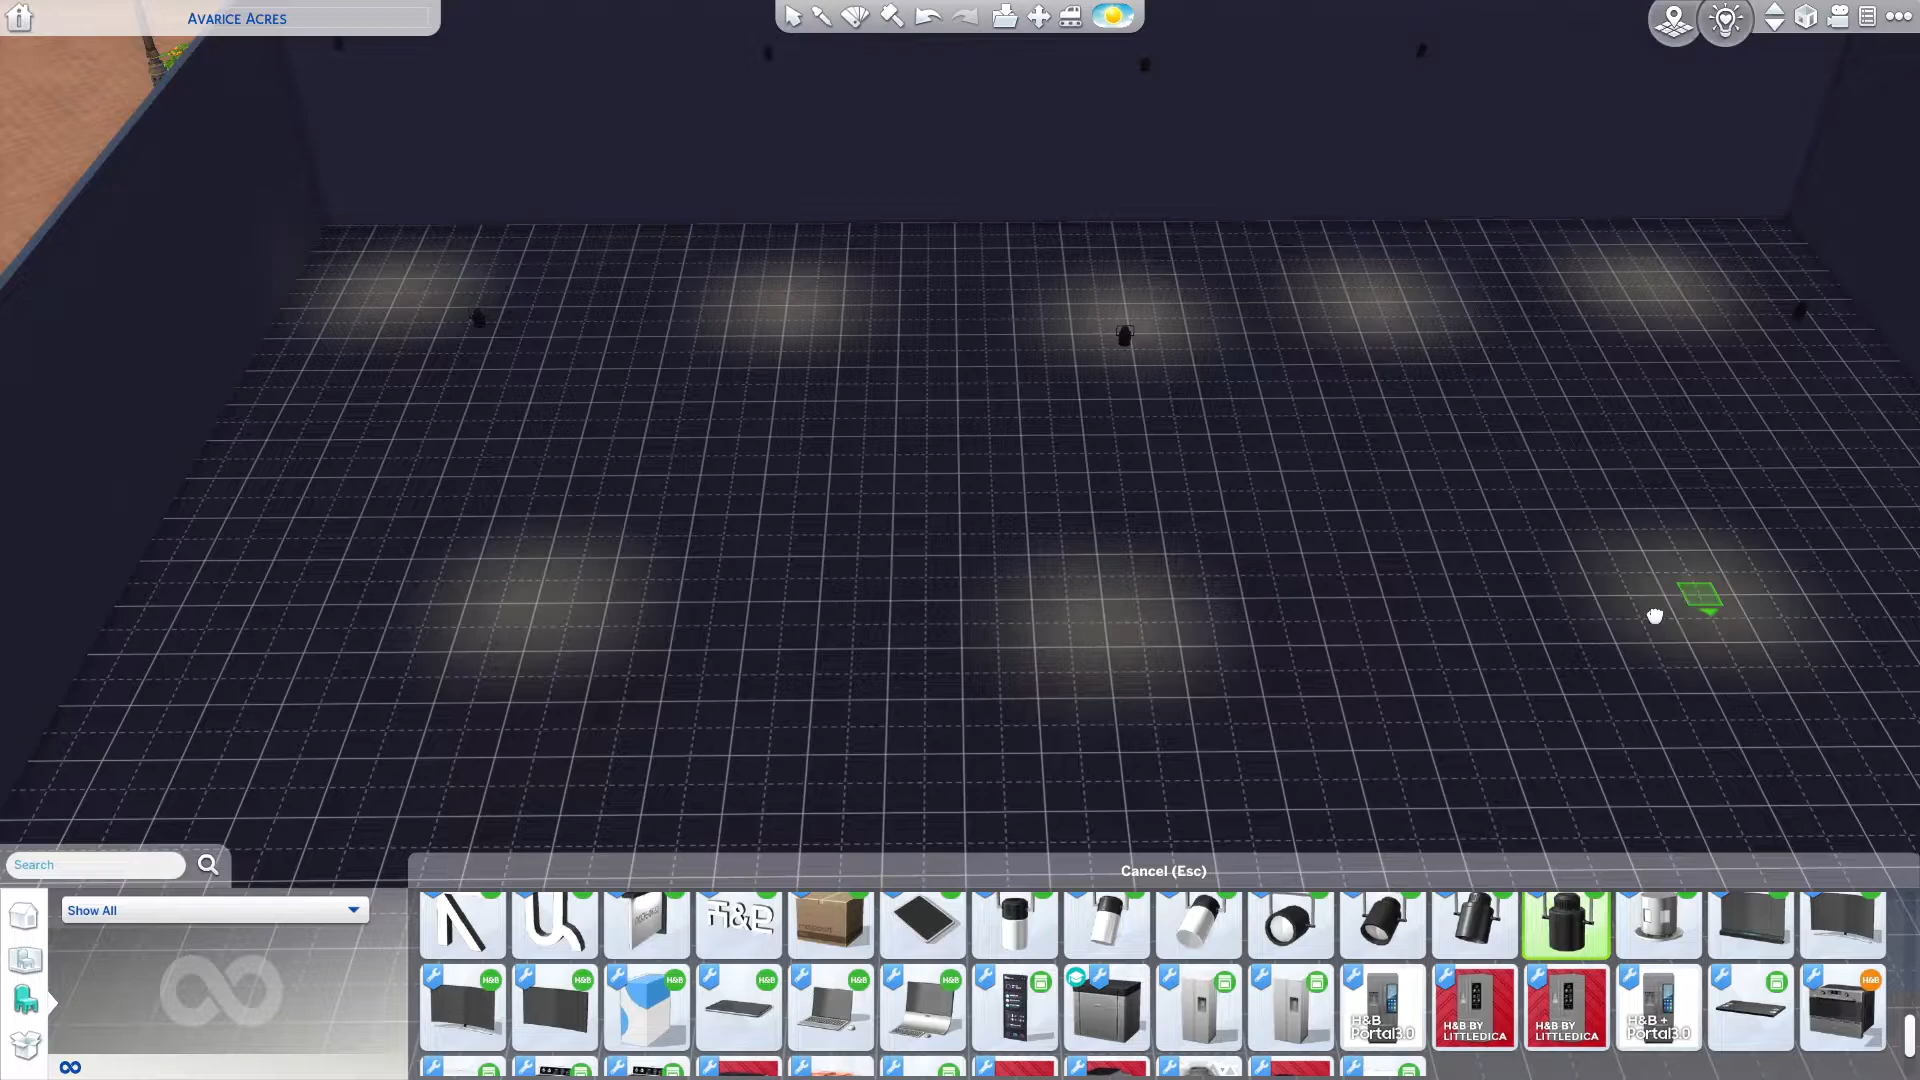 AVARICE ACRES
Search
Cancel (Esc)
Show All
H&B
H&B
H&B
H&B
H&B
H&B
H&B
H&B
Portal3.0
H&B BY
LITTLEDICA
H&B BY
LITTLEDICA
H&B +
Portal3.0
H&B